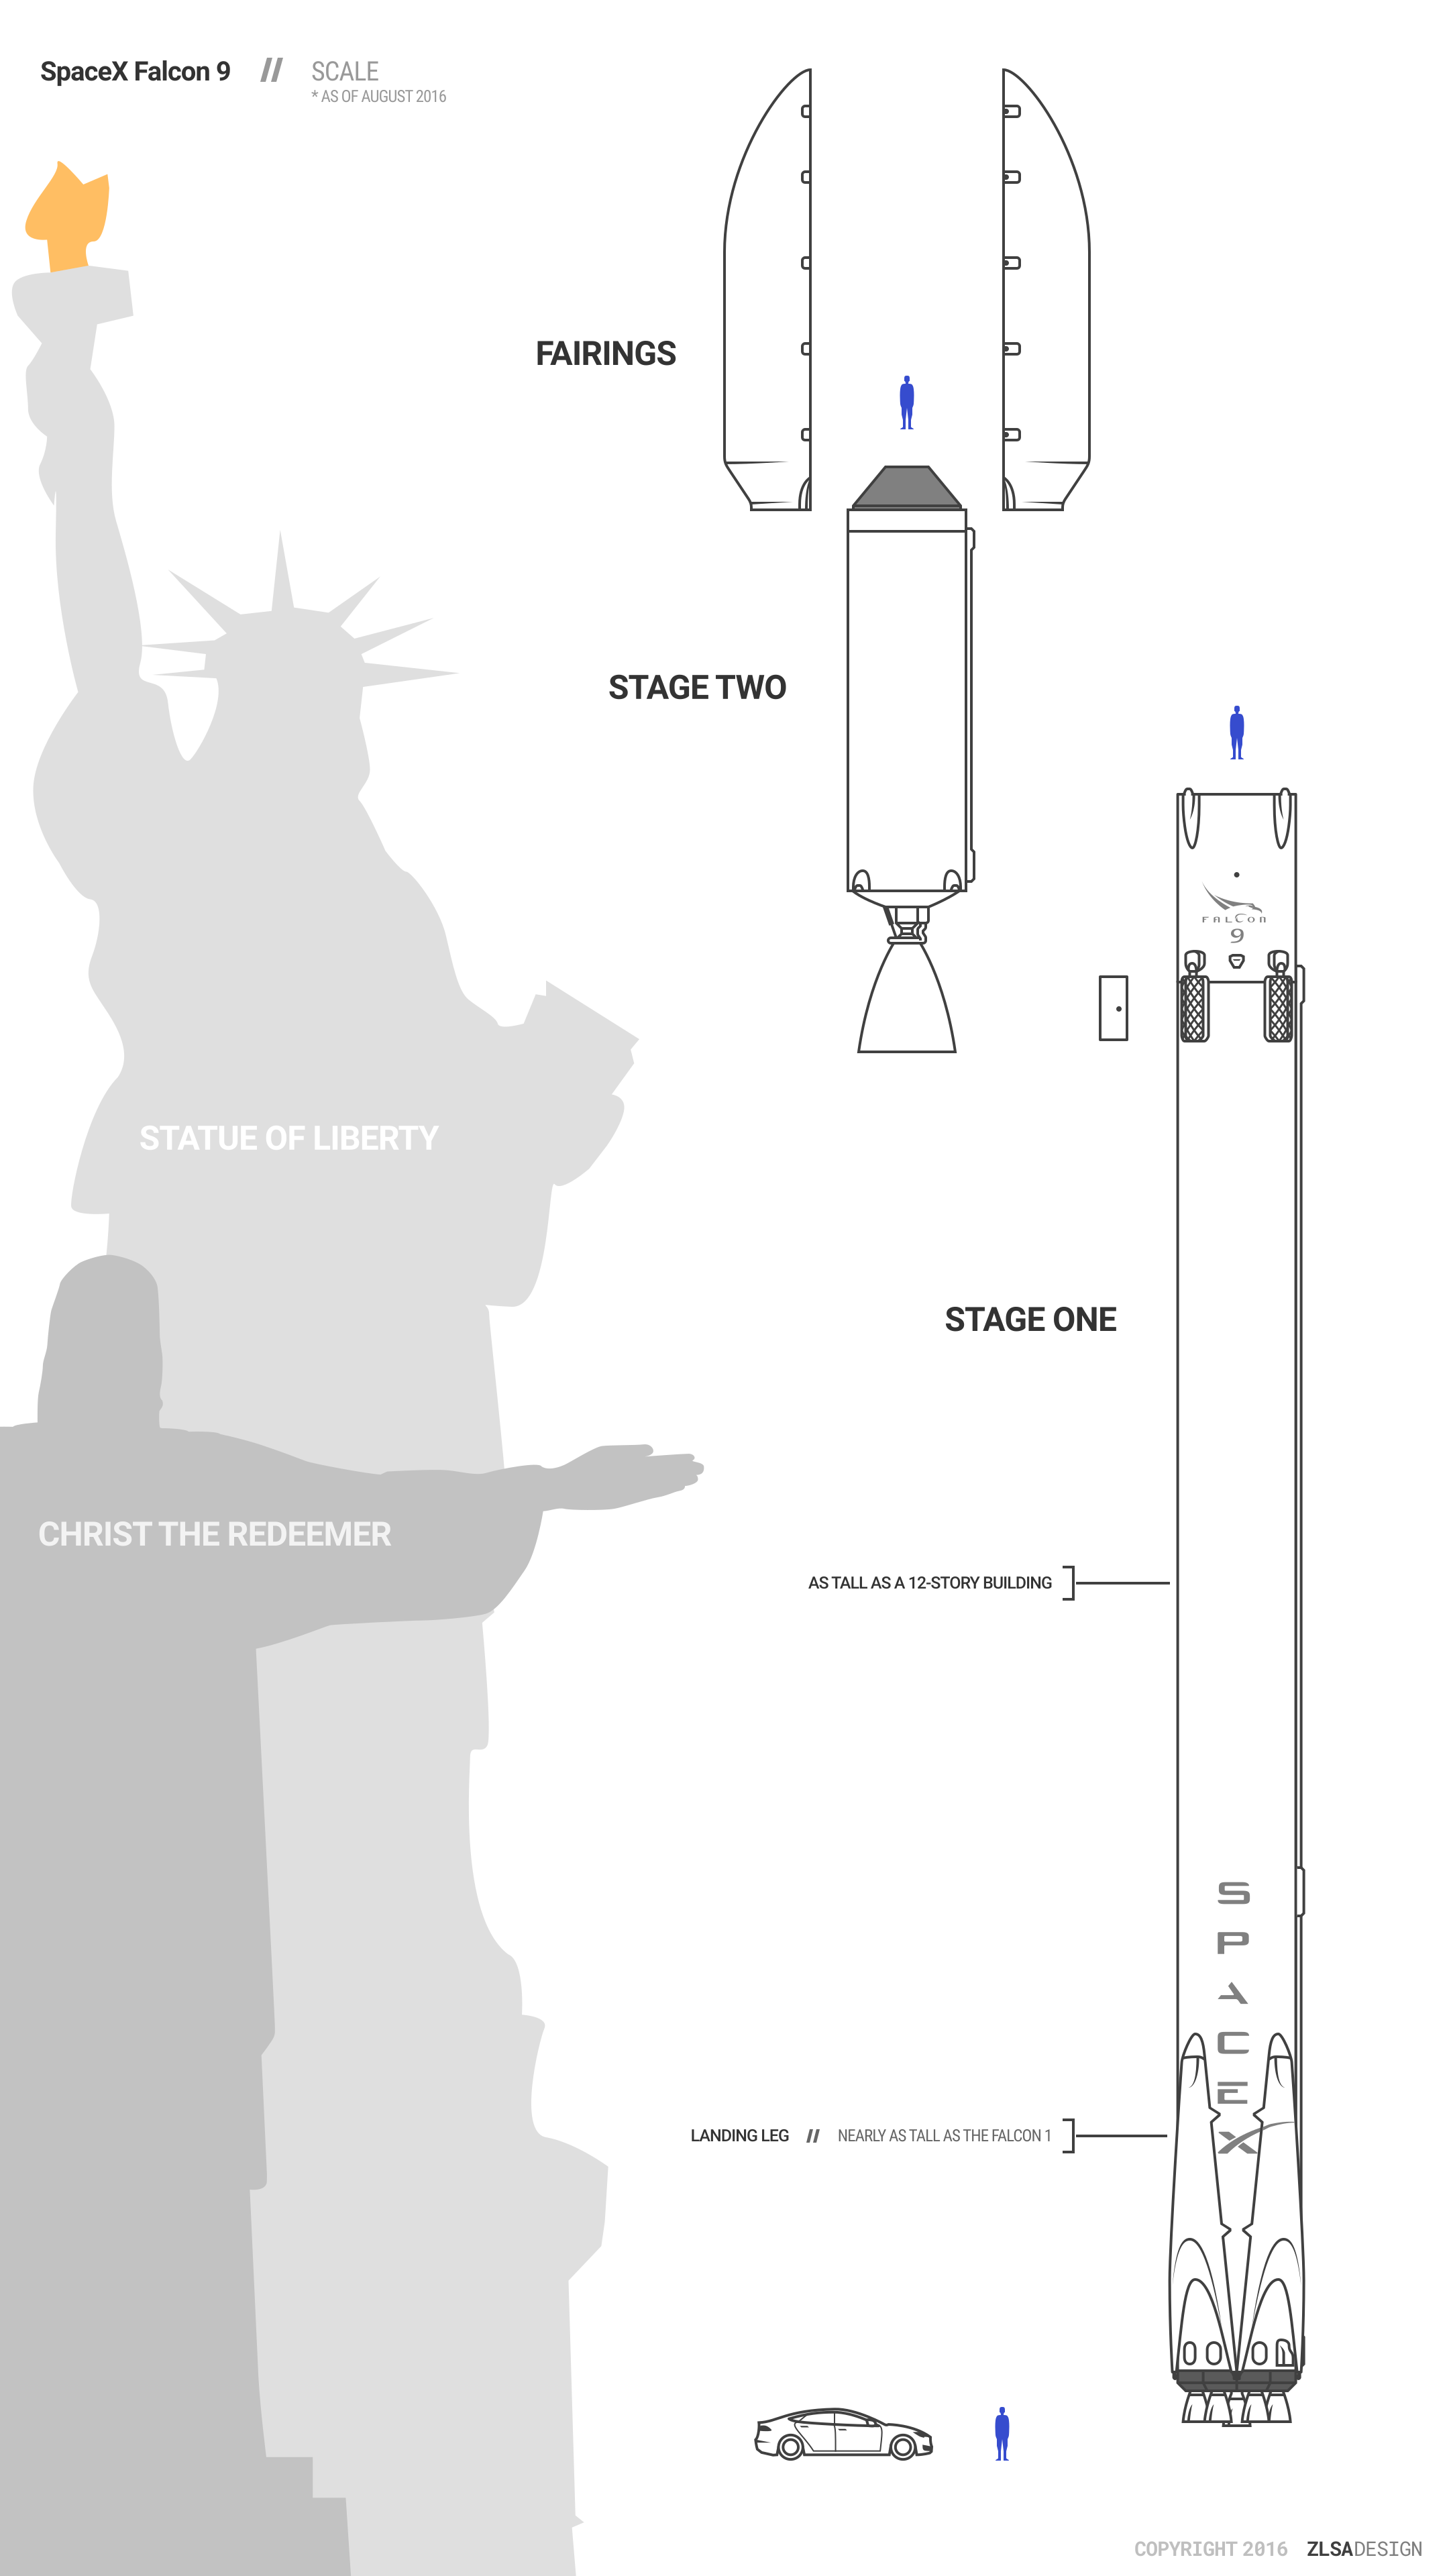 SpaceX Falcon 9 // SCALE
* AS OF AUGUST 2016
FAIRINGS
STAGE TWO
FALCON
9
STATUE OF LIBERTY
STAGE ONE
CHRIST THE REDEEMER
AS TALL AS A 12-STORY BUILDING
S
P
A
C
E
X
LANDING LEG // NEARLY AS TALL AS THE FALCON 1
COPYRIGHT 2016 ZLSADESIGN